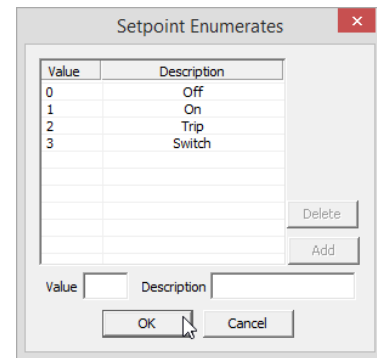 Setpoint Enumerates
Value Description
0 Off
1 On
2 Trip
3 Switch
Delete
Add
Value Description
OK Cancel